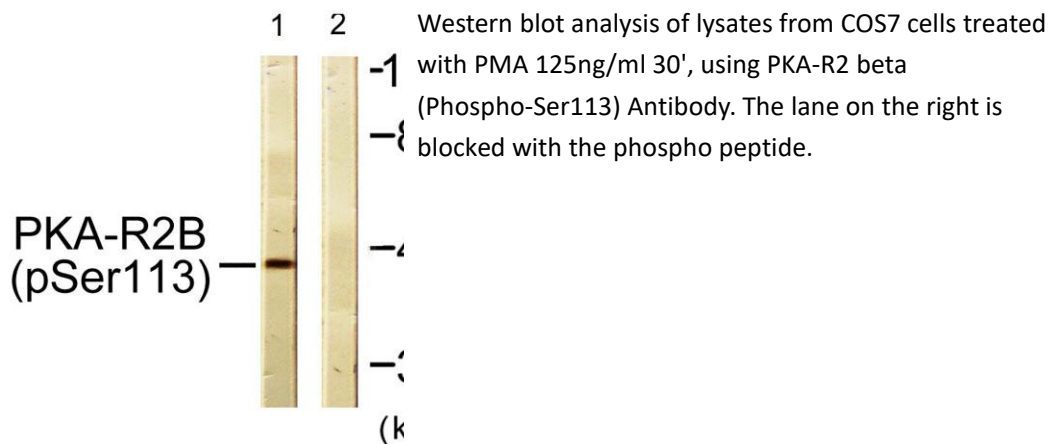 1 2
Western blot analysis of lysates from COS7 cells treated
with PMA 125ng/ml 30', using PKA-R2 beta
(Phospho-Ser113) Antibody. The lane on the right is
blocked with the phospho peptide.
PKA-R2B
(pSer113)